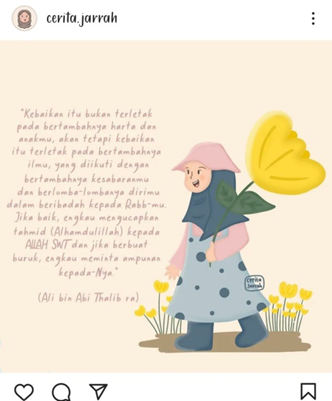 cerita.jarrah
"Kebaikan itu bukan terletak
pada bertambahnya harta dan
anakmu, akan tetapi kebaikan
itu terletak pada bertambahnya
ilmu, yang diikuti dengan
bertambahnya kesabaranmu
dan berlumba-lombanya dirimu
dalam beribadah kepada Rabb-mu.
Jika baik, engkau mengucapkan
tahmid (Alhamdulillah) kepada
ALLAH SWT dan jika berbuat
buruk, engkau meminta ampunan
kepada-Nya."
(Ali bin Abi Thalib ra)
cerita
jarrah